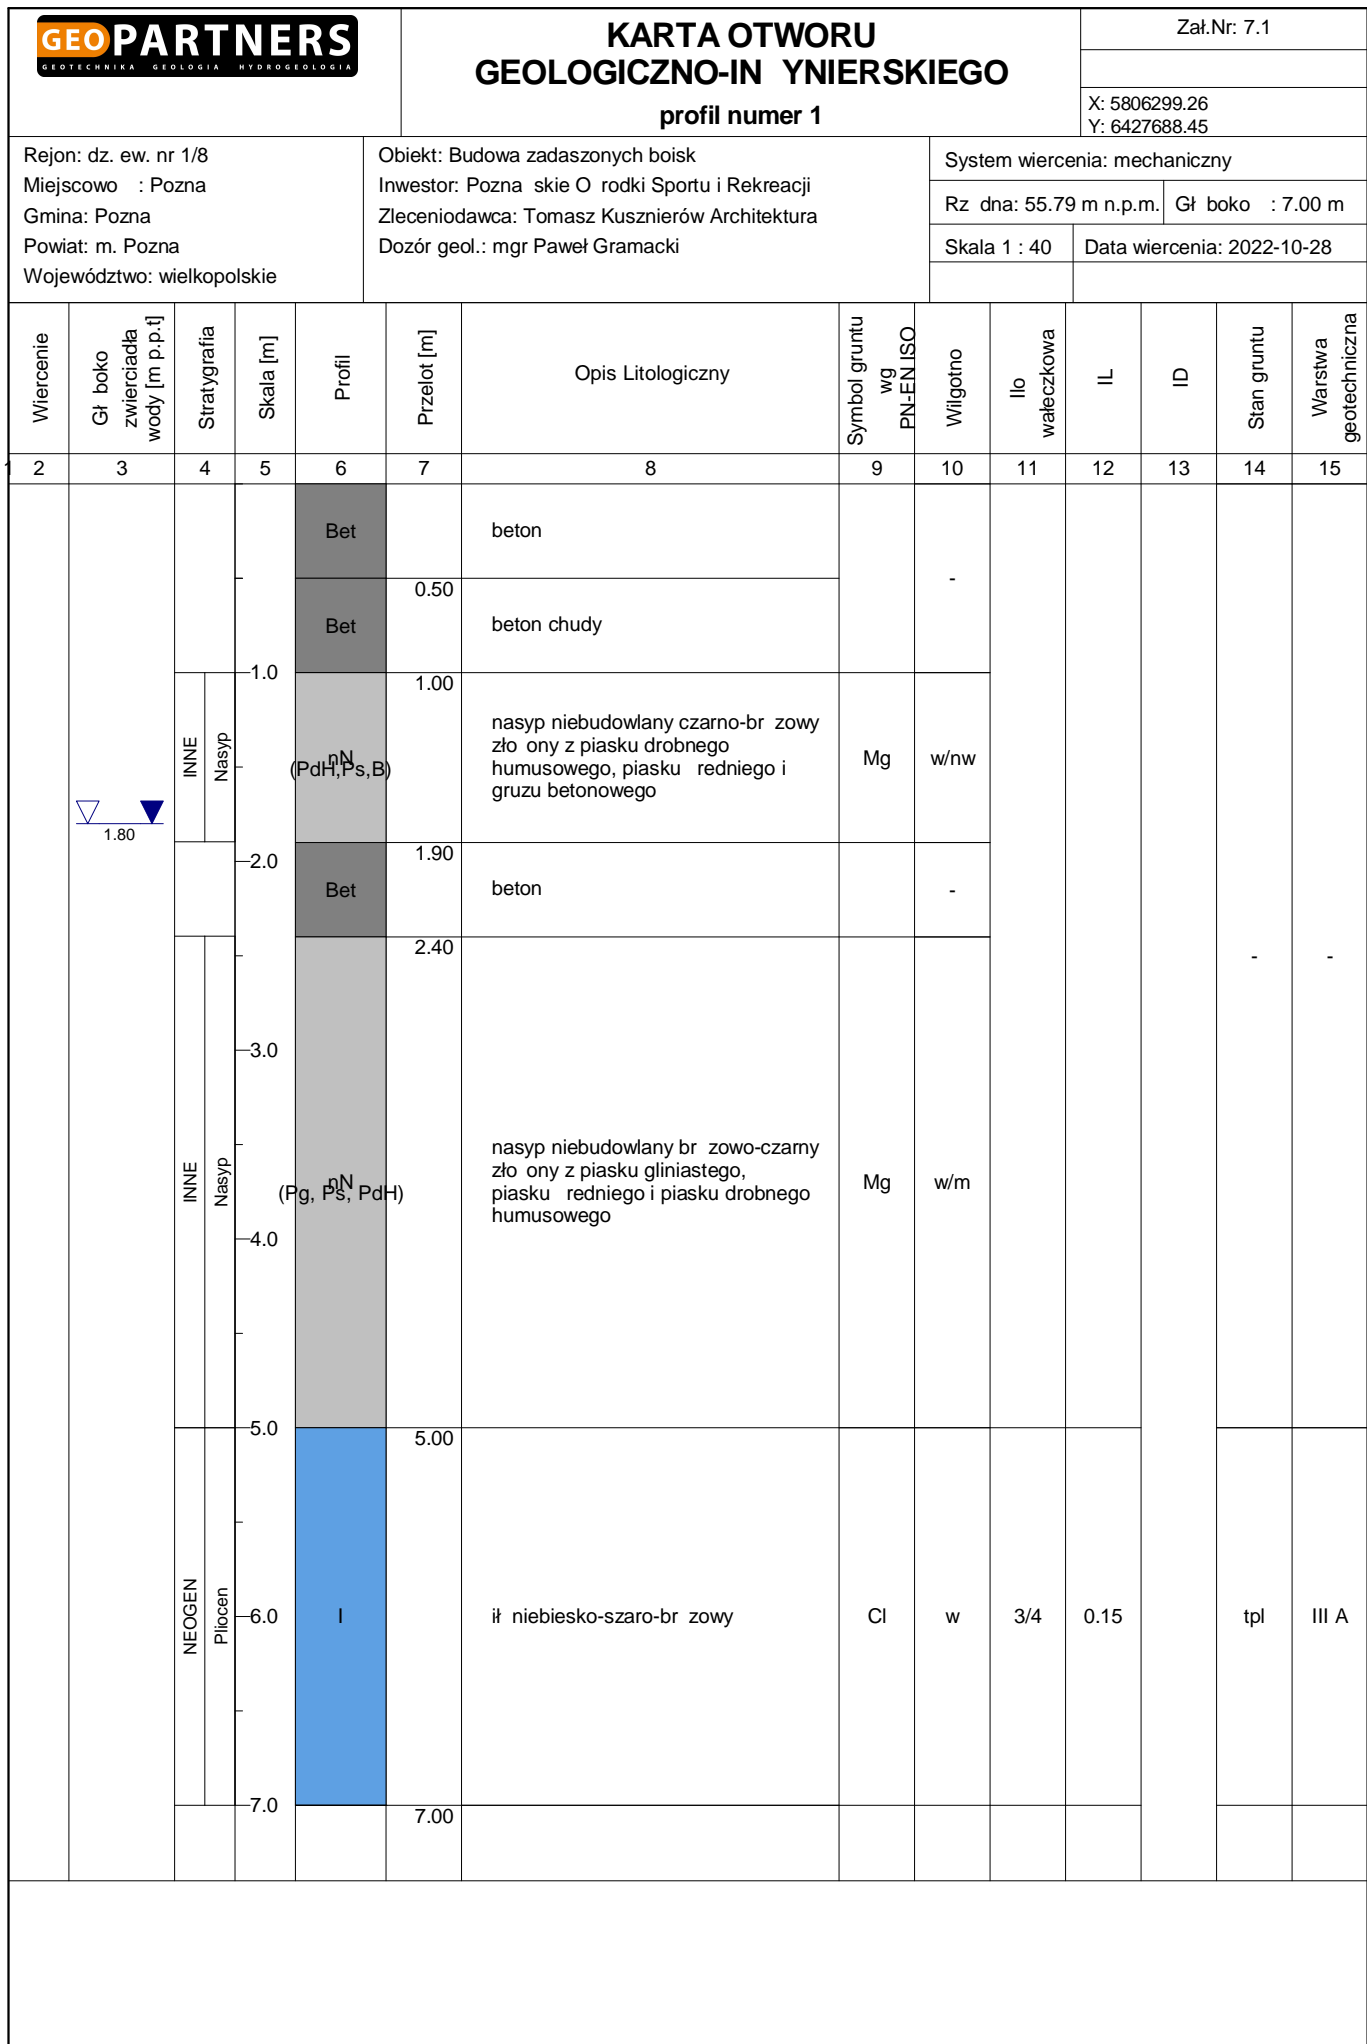 GEOPARTNERS
GEOTECHNIKA GEOLOGIA HYDROGEOLOGIA
KARTA OTWORU
GEOLOGICZNO-IN YNIERSKIEGO
profil numer 1
Zał.Nr: 7.1
X: 5806299.26
Y: 6427688.45
Rejon: dz. ew. nr 1/8
Miejscowo : Pozna
Gmina: Pozna
Powiat: m. Pozna
Województwo: wielkopolskie
Obiekt: Budowa zadaszonych boisk
Inwestor: Pozna skie O rodki Sportu i Rekreacji
Zleceniodawca: Tomasz Kusznierów Architektura
Dozór geol.: mgr Paweł Gramacki
System wiercenia: mechaniczny
Rz dna: 55.79 m n.p.m. Gł boko : 7.00 m
Skala 1 : 40 Data wiercenia: 2022-10-28
Wiercenie
Gł boko
zwierciadła
wody [m p.p.t]
Stratygrafia
Skala [m]
Profil
Przelot [m]
Opis Litologiczny
Symbol gruntu
wg
PN-EN ISO
Wilgotno
Ilo
wałeczkowa
IL
ID
Stan gruntu
Warstwa
geotechniczna
1 2 3 4 5 6 7 8 9 10 11 12 13 14 15
Bet beton
-
0.50
Bet beton chudy
1.0
1.00
INNE
Nasyp
nN
(PdH,Ps,B)
nasyp niebudowlany czarno-br zowy
zło ony z piasku drobnego
humusowego, piasku redniego i
gruzu betonowego
Mg w/nw
1.80
1.90
2.0
Bet beton -
2.40
- -
3.0
INNE
Nasyp
nN
(Pg, Ps, PdH)
nasyp niebudowlany br zowo-czarny
zło ony z piasku gliniastego,
piasku redniego i piasku drobnego
humusowego
Mg w/m
4.0
5.0
5.00
NEOGEN
Pliocen
6.0
I ił niebiesko-szaro-br zowy Cl w 3/4 0.15 tpl III A
7.0
7.00